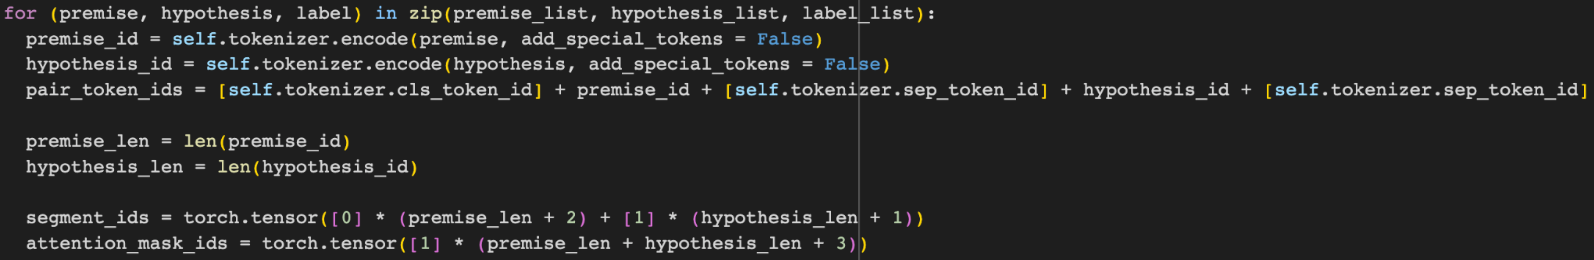 for (premise, hypothesis, label) in zip(premise_list, hypothesis_list, label_list):
  premise_id = self.tokenizer.encode(premise, add_special_tokens = False)
  hypothesis_id = self.tokenizer.encode(hypothesis, add_special_tokens = False)
  pair_token_ids = [self.tokenizer.cls_token_id] + premise_id + [self.tokenizer.sep_token_id] + hypothesis_id + [self.tokenizer.sep_token_id]
  premise_len = len(premise_id)
  hypothesis_len = len(hypothesis_id)
  segment_ids = torch.tensor([0] * (premise_len + 2) + [1] * (hypothesis_len + 1))
  attention_mask_ids = torch.tensor([1] * (premise_len + hypothesis_len + 3))